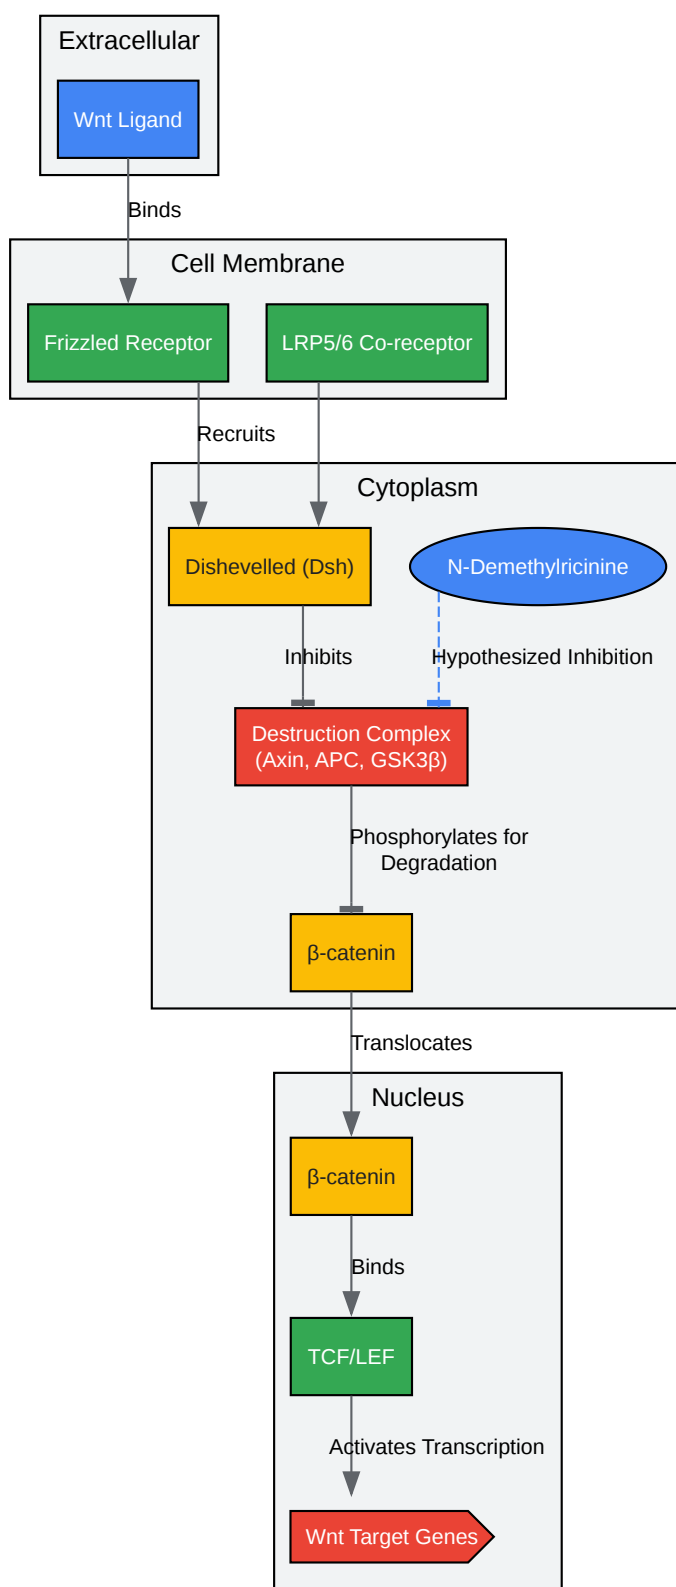 Extracellular
Wnt Ligand
Binds
Cell Membrane
Frizzled Receptor
LRP5/6 Co-receptor
Recruits
Cytoplasm
Dishevelled (Dsh)
N-Demethylricinine
Inhibits
Hypothesized Inhibition
Destruction Complex
(Axin, APC, GSK3β)
Phosphorylates for
Degradation
β-catenin
Translocates
Nucleus
β-catenin
Binds
TCF/LEF
Activates Transcription
Wnt Target Genes